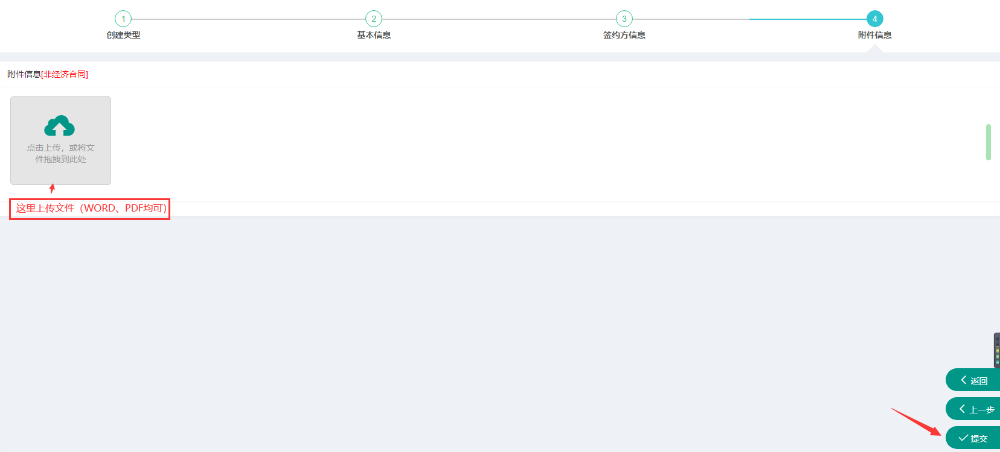 1
创建类型
2
基本信息
3
签约方信息
4
附件信息
附件信息[非经济合同]
点击上传，或将文
件拖拽到此处
这里上传文件（WORD、PDF均可）
返回
上一步
提交